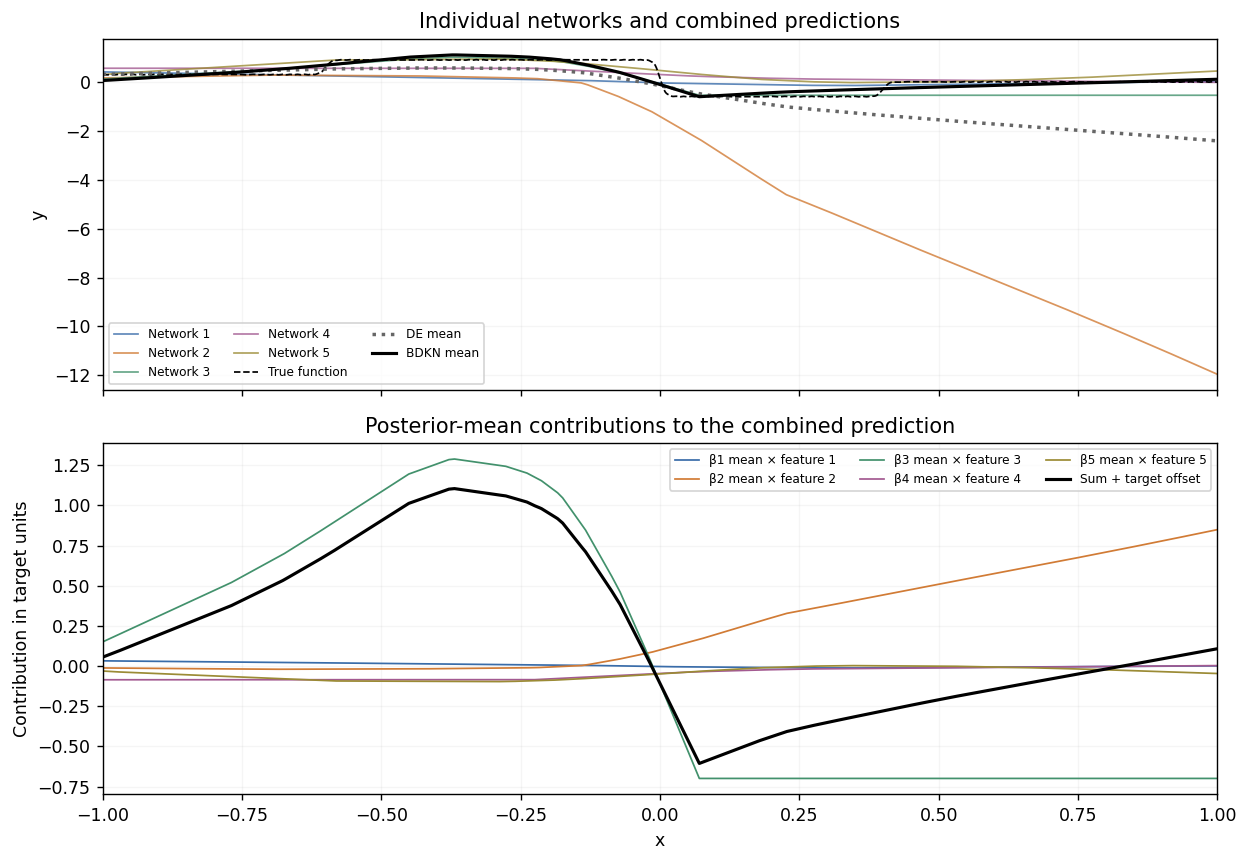 Individual networks and combined predictions
0
−2
−4
−6
−8
−10
−12
y
Network 1
Network 2
Network 3
Network 4
Network 5
True function
DE mean
BDKN mean
Posterior-mean contributions to the combined prediction
1.25
1.00
0.75
0.50
0.25
0.00
−0.25
−0.50
−0.75
Contribution in target units
β1 mean × feature 1
β2 mean × feature 2
β3 mean × feature 3
β4 mean × feature 4
β5 mean × feature 5
Sum + target offset
−1.00 −0.75 −0.50 −0.25 0.00 0.25 0.50 0.75 1.00
x